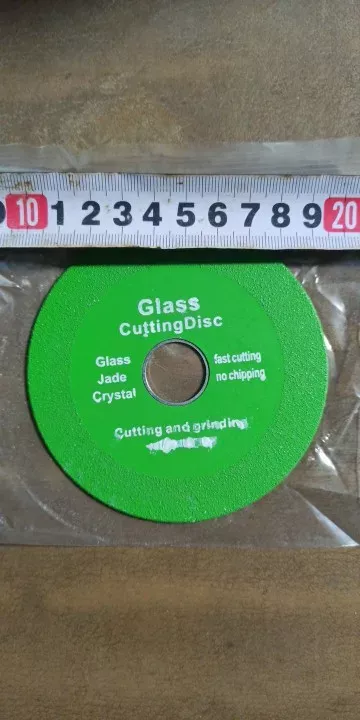 10 1 2 3 4 5 6 7 8 9 20
Glass
CuttingDisc
Glass
Jade
Crystal
fast cutting
no chipping
Cutting and grinding